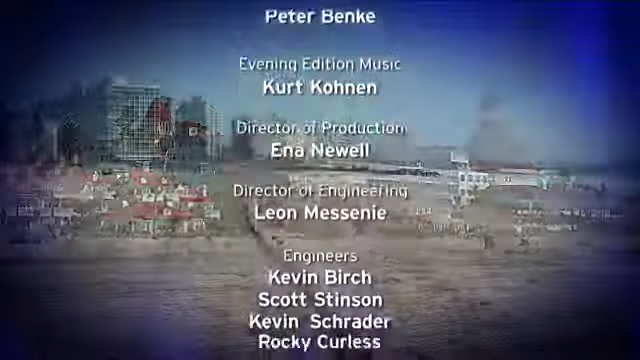 Peter Benke
Evening Edition Music
Kurt Kohnen
Director of Production
Ena Newell
Director of Engineering
Leon Messenie
Engineers
Kevin Birch
Scott Stinson
Kevin Schrader
Rocky Curless